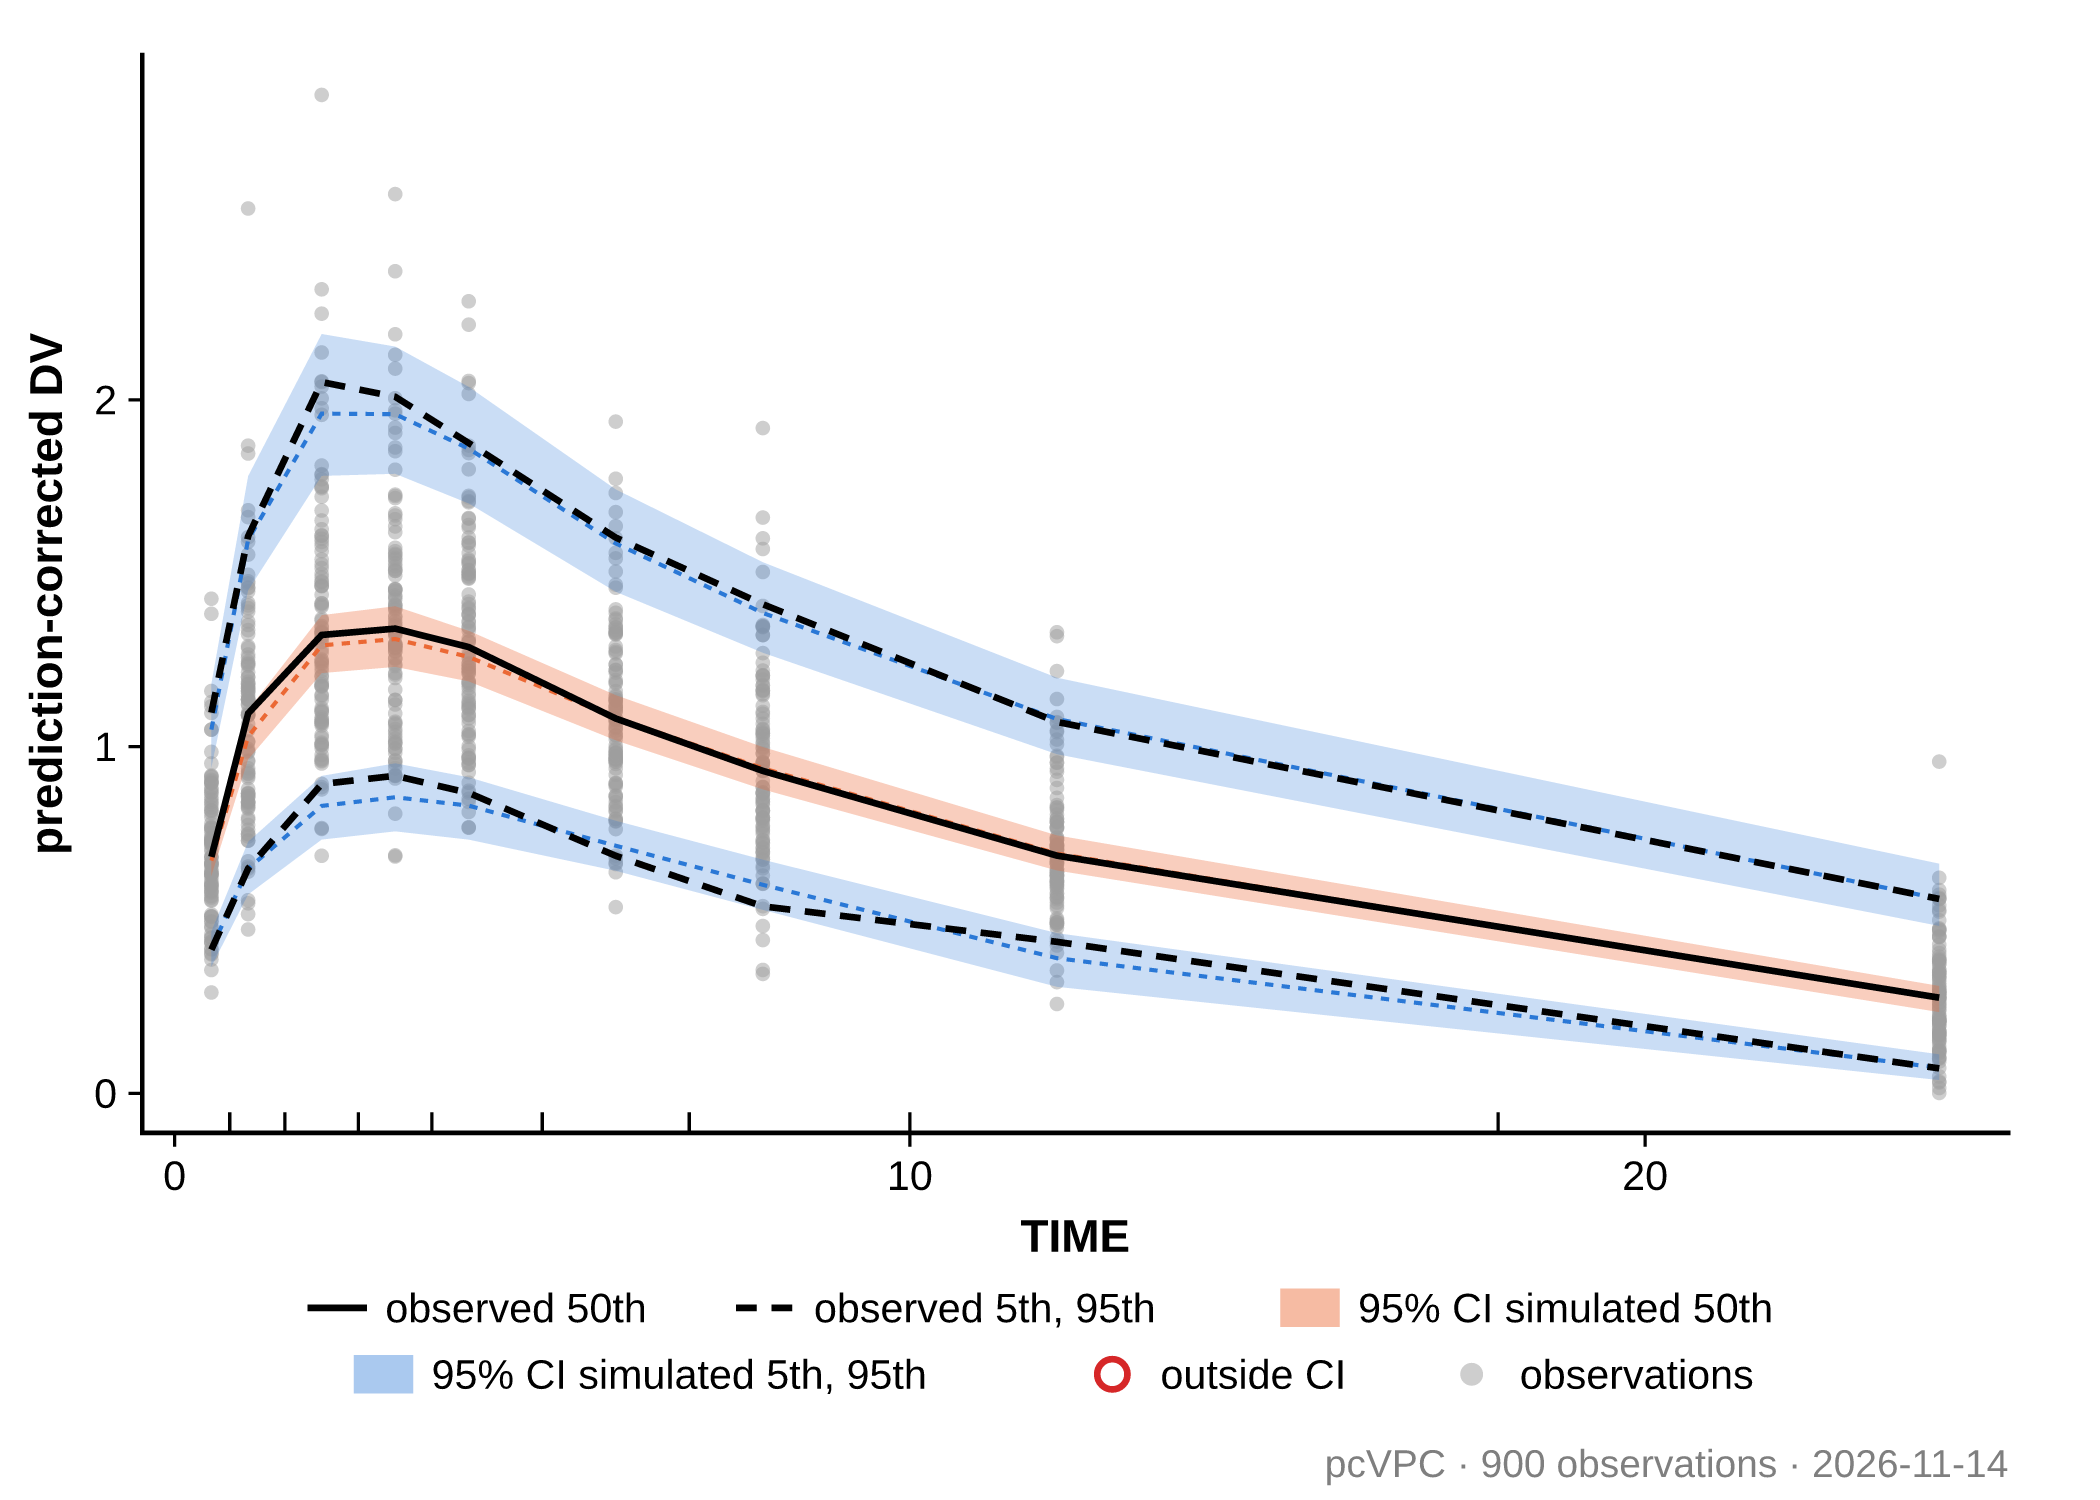 prediction-corrected DV
2
1
0
0 10 20
TIME
observed 50th observed 5th, 95th 95% CI simulated 50th
95% CI simulated 5th, 95th outside CI observations
pcVPC · 900 observations · 2026-11-14